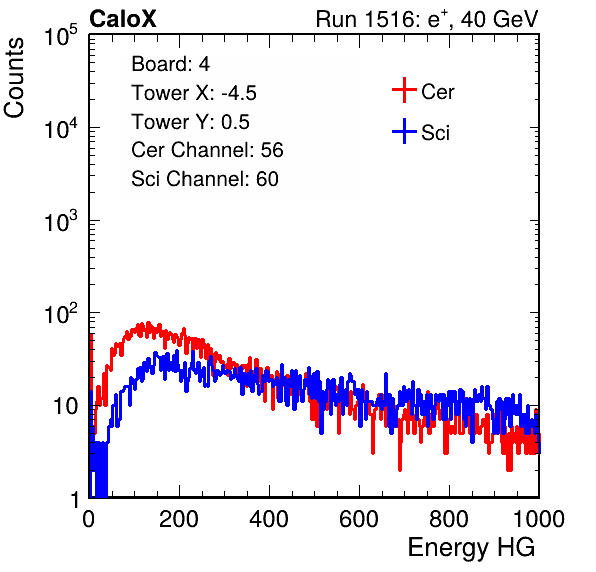 CaloX Run 1516: e⁺, 40 GeV
Counts
10⁵
10⁴
10³
10²
10
1
Board: 4
Tower X: -4.5
Tower Y: 0.5
Cer Channel: 56
Sci Channel: 60
Cer
Sci
0 200 400 600 800 1000
Energy HG